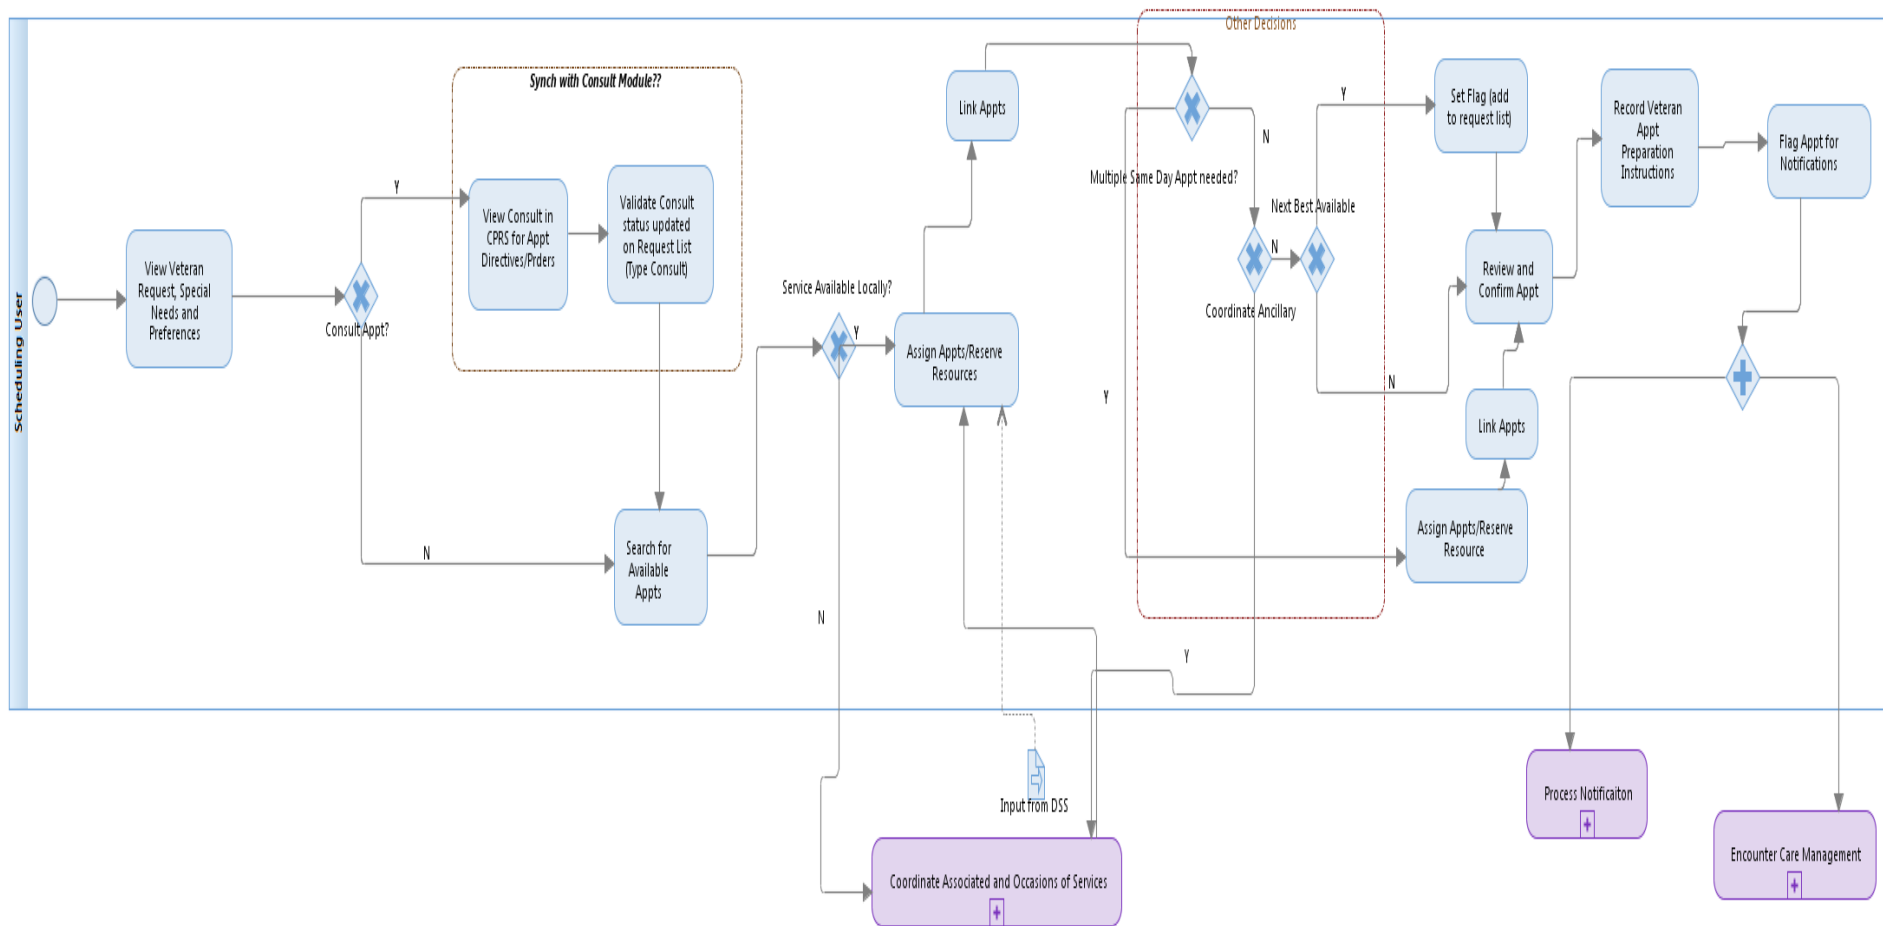 Scheduling User
View Veteran
Request, Special
Needs and
Preferences
Consult Appt?
Y
N
Synch with Consult Module??
View Consult in
CPRS for Appt
Directives/Prders
Validate Consult
status updated
on Request List
(Type Consult)
Search for
Available
Appts
Service Available Locally?
Y
N
Assign Appts/Reserve
Resources
Link Appts
Other Decisions
Multiple Same Day Appt needed?
N
Y
Coordinate Ancillary
N
Y
Next Best Available
Y
N
Set Flag (add
to request list)
Review and
Confirm Appt
Link Appts
Assign Appts/Reserve
Resource
Record Veteran
Appt
Preparation
Instructions
Flag Appt for
Notifications
Input from DSS
Coordinate Associated and Occasions of Services
Process Notificaiton
Encounter Care Management